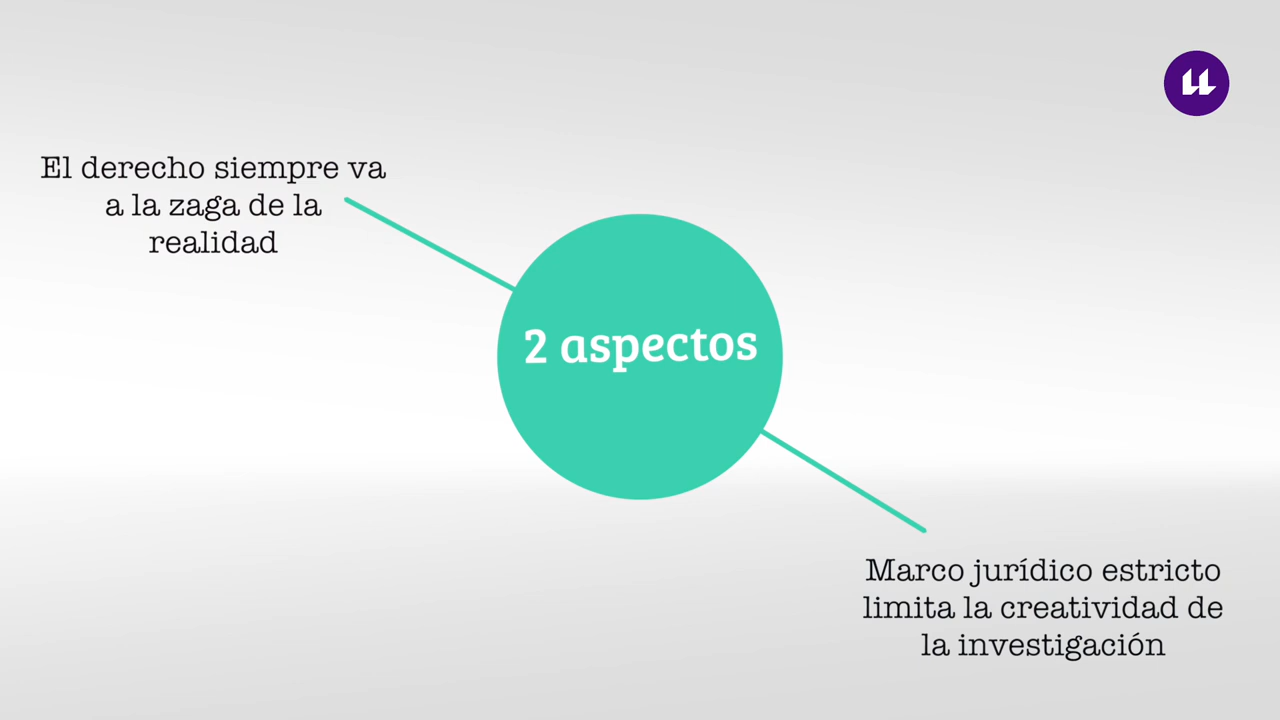 El derecho siempre va
a la zaga de la
realidad
2 aspectos
Marco jurídico estricto
limita la creatividad de
la investigación